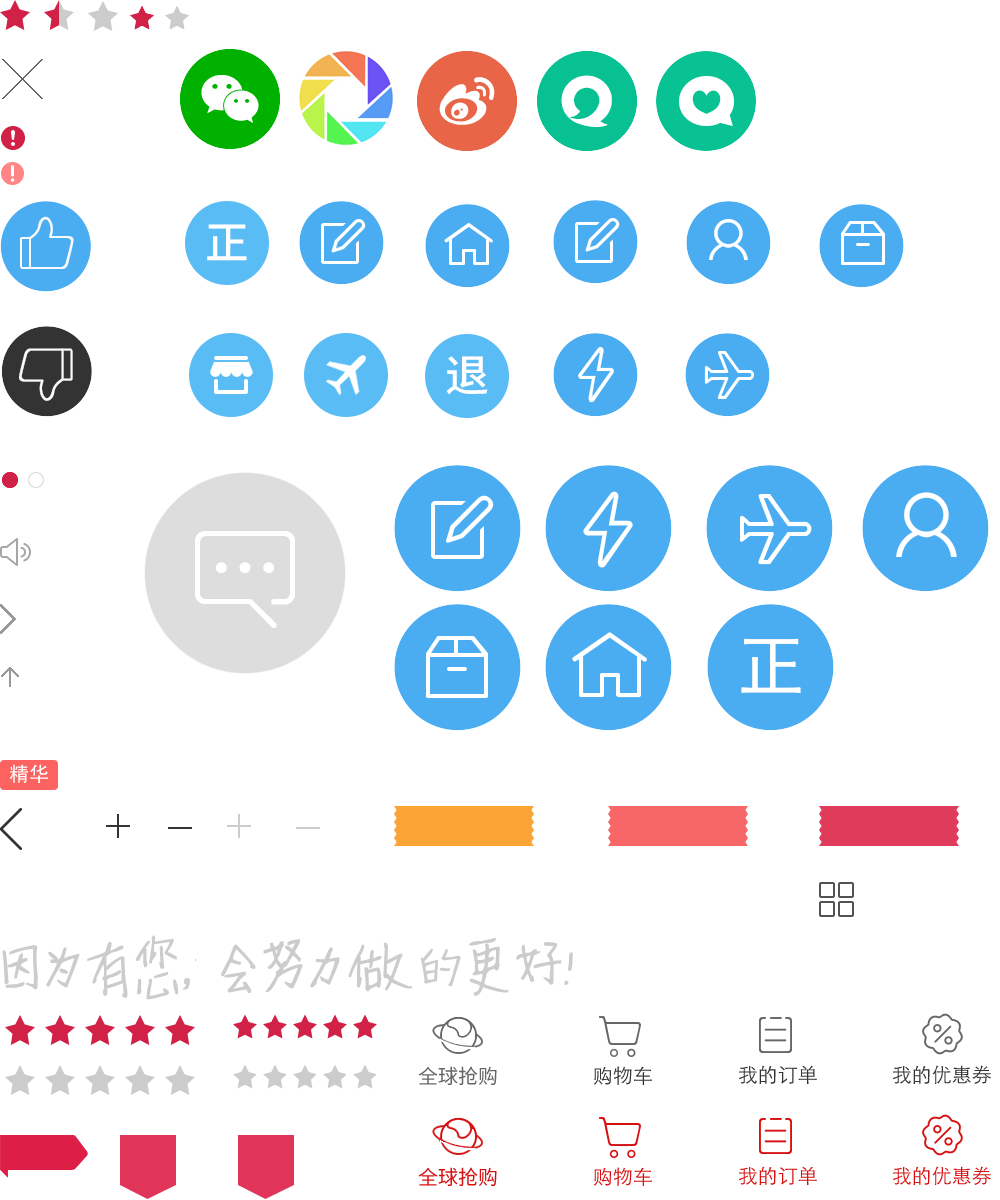 正
退
正
精华
因为有您, 会努力做的更好!
全球抢购 购物车 我的订单 我的优惠券
全球抢购 购物车 我的订单 我的优惠券